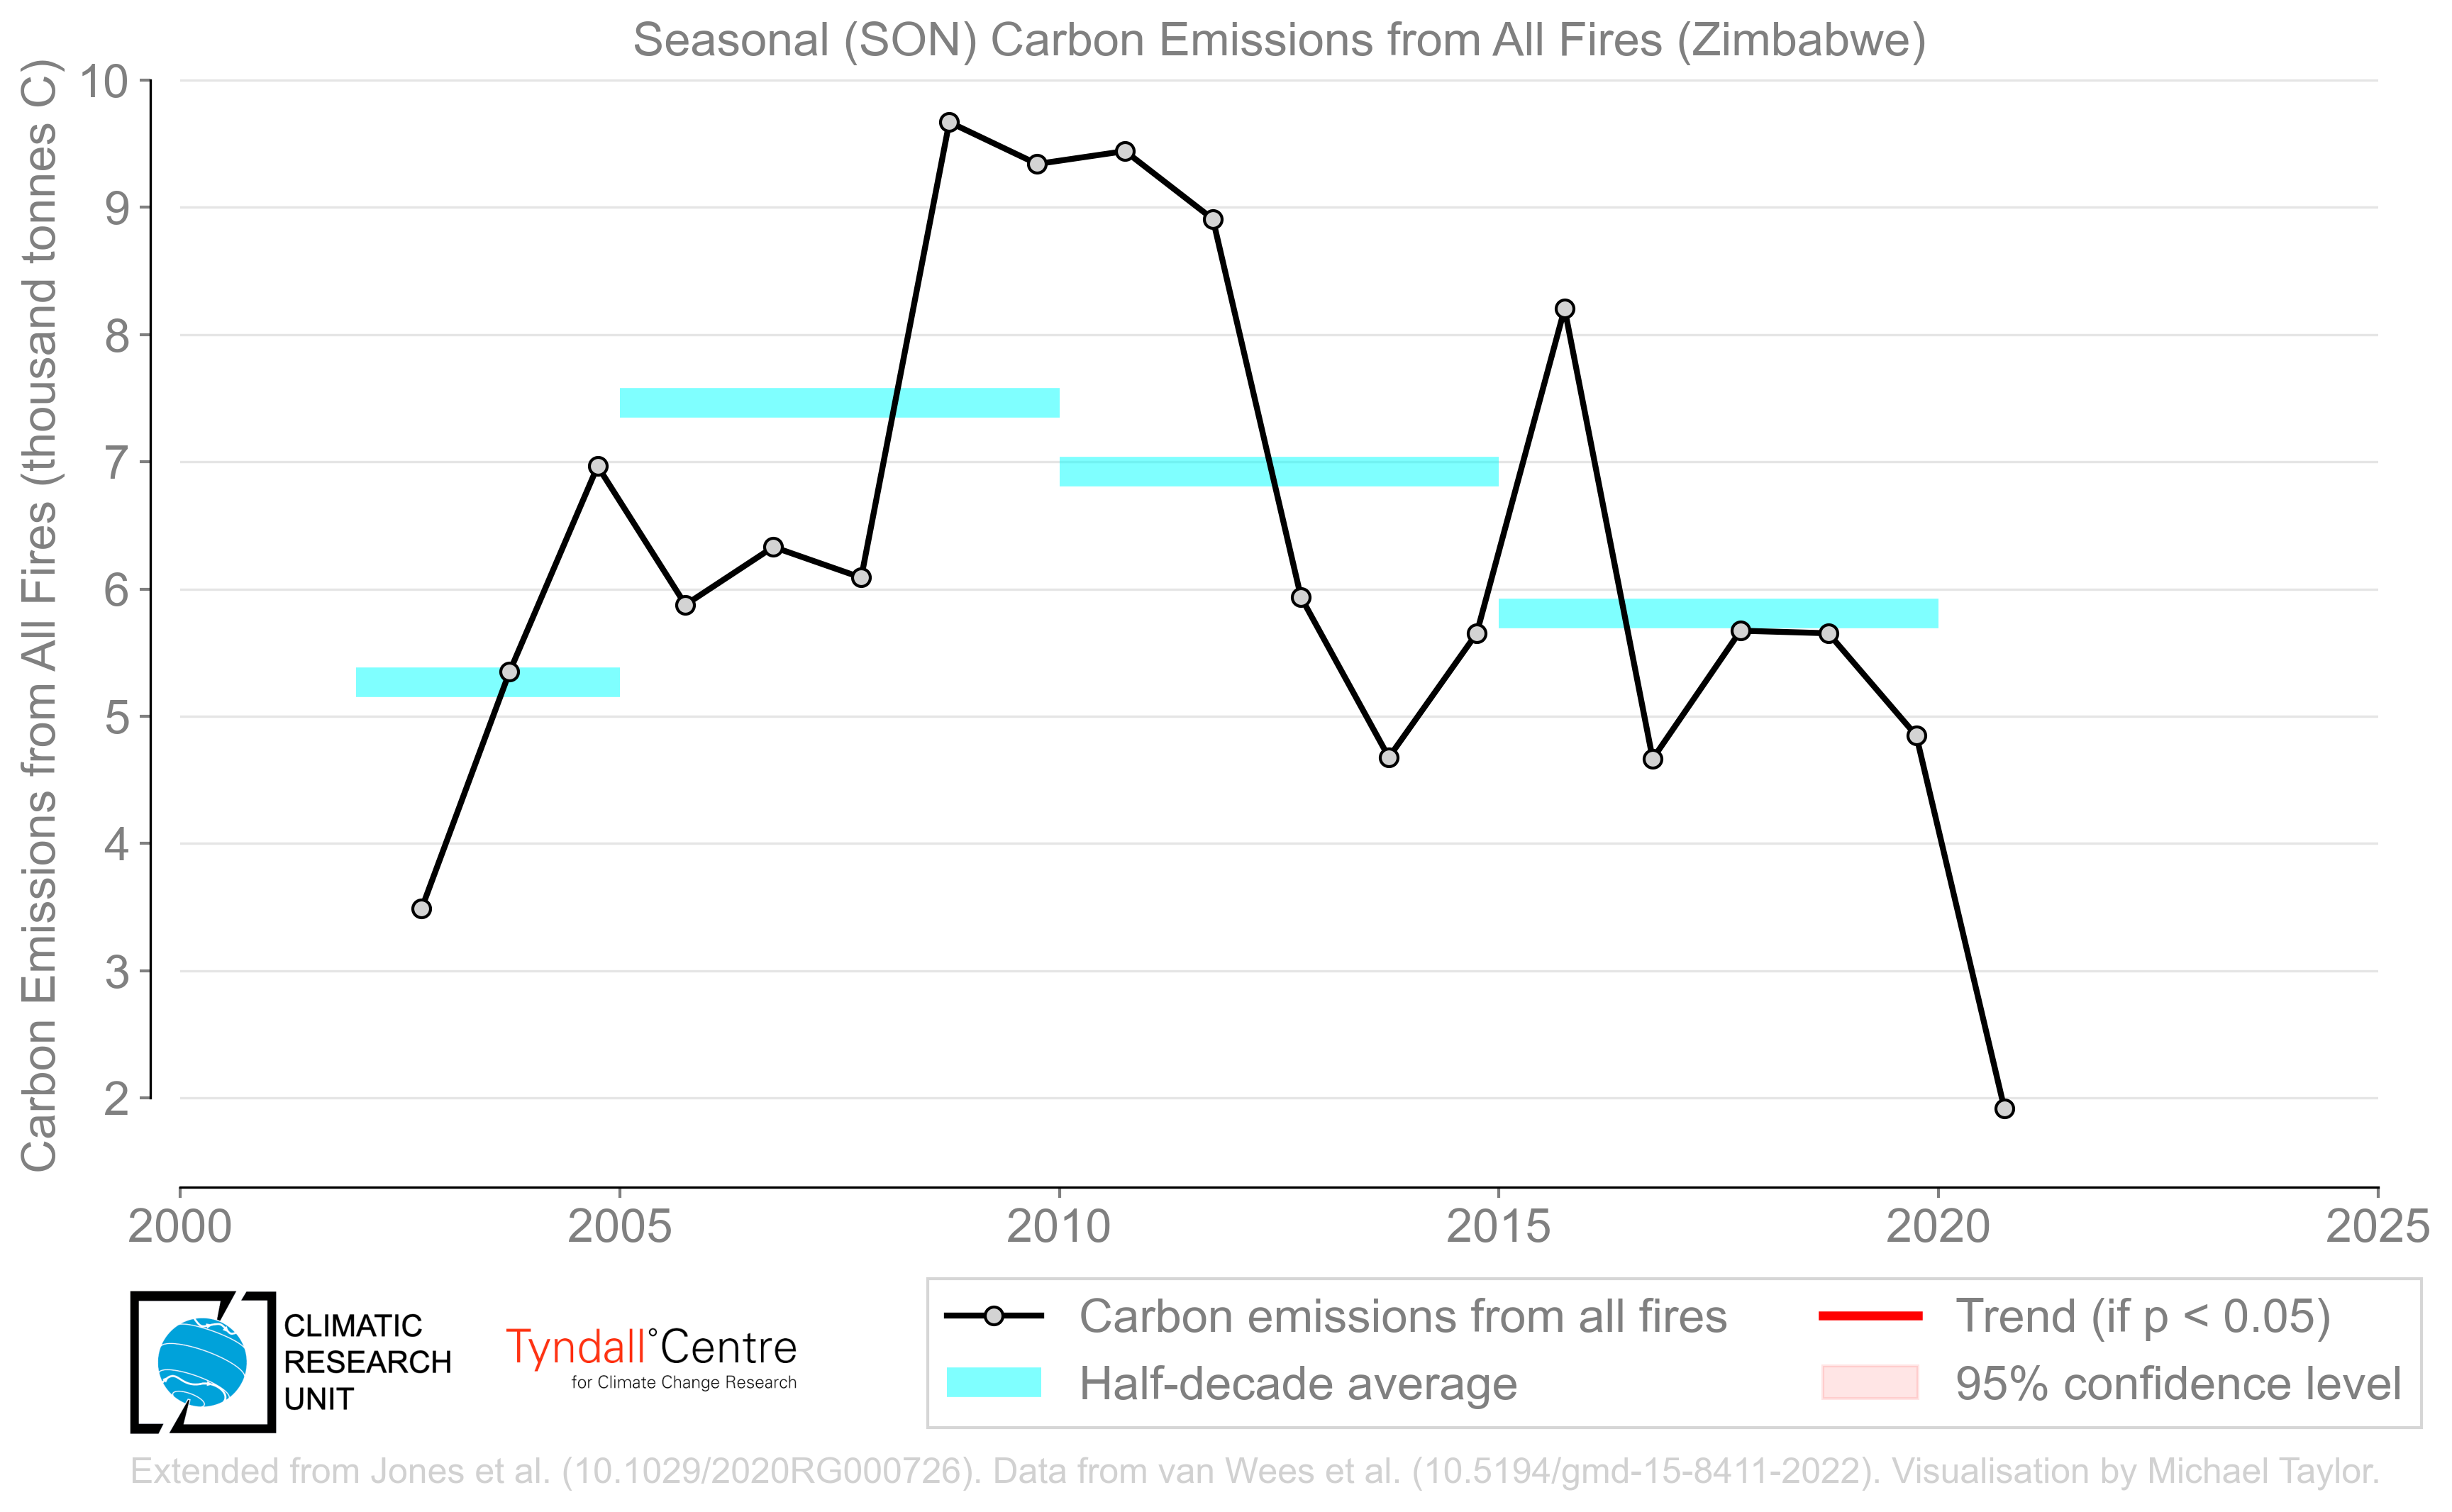 Seasonal (SON) Carbon Emissions from All Fires (Zimbabwe)
Carbon Emissions from All Fires (thousand tonnes C)
10
9
8
7
6
5
4
3
2
2000
2005
2010
2015
2020
2025
CLIMATIC
RESEARCH
UNIT
Tyndall°Centre
for Climate Change Research
Carbon emissions from all fires
Trend (if p < 0.05)
Half-decade average
95% confidence level
Extended from Jones et al. (10.1029/2020RG000726). Data from van Wees et al. (10.5194/gmd-15-8411-2022). Visualisation by Michael Taylor.